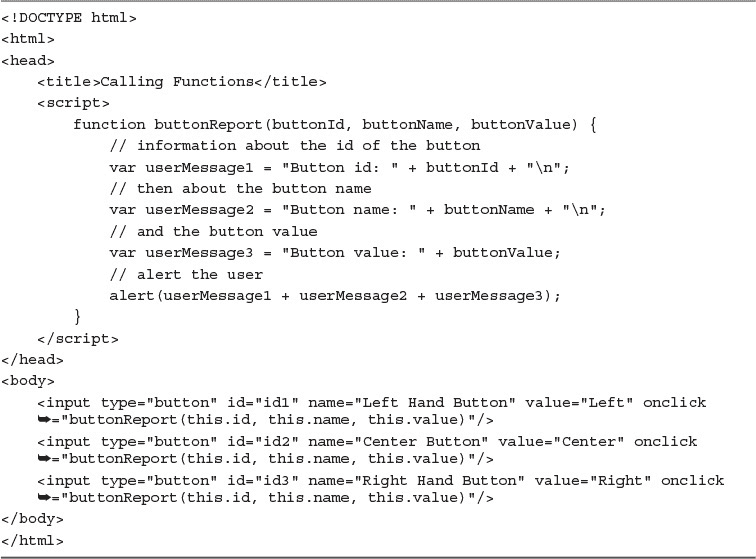 <!DOCTYPE html>
<html>
<head>
    <title>Calling Functions</title>
    <script>
        function buttonReport(buttonId, buttonName, buttonValue) {
            // information about the id of the button
            var userMessage1 = "Button id: " + buttonId + "\n";
            // then about the button name
            var userMessage2 = "Button name: " + buttonName + "\n";
            // and the button value
            var userMessage3 = "Button value: " + buttonValue;
            // alert the user
            alert(userMessage1 + userMessage2 + userMessage3);
        }
    </script>
</head>
<body>
    <input type="button" id="id1" name="Left Hand Button" value="Left" onclick
    ➥="buttonReport(this.id, this.name, this.value)"/>
    <input type="button" id="id2" name="Center Button" value="Center" onclick
    ➥="buttonReport(this.id, this.name, this.value)"/>
    <input type="button" id="id3" name="Right Hand Button" value="Right" onclick
    ➥="buttonReport(this.id, this.name, this.value)"/>
</body>
</html>